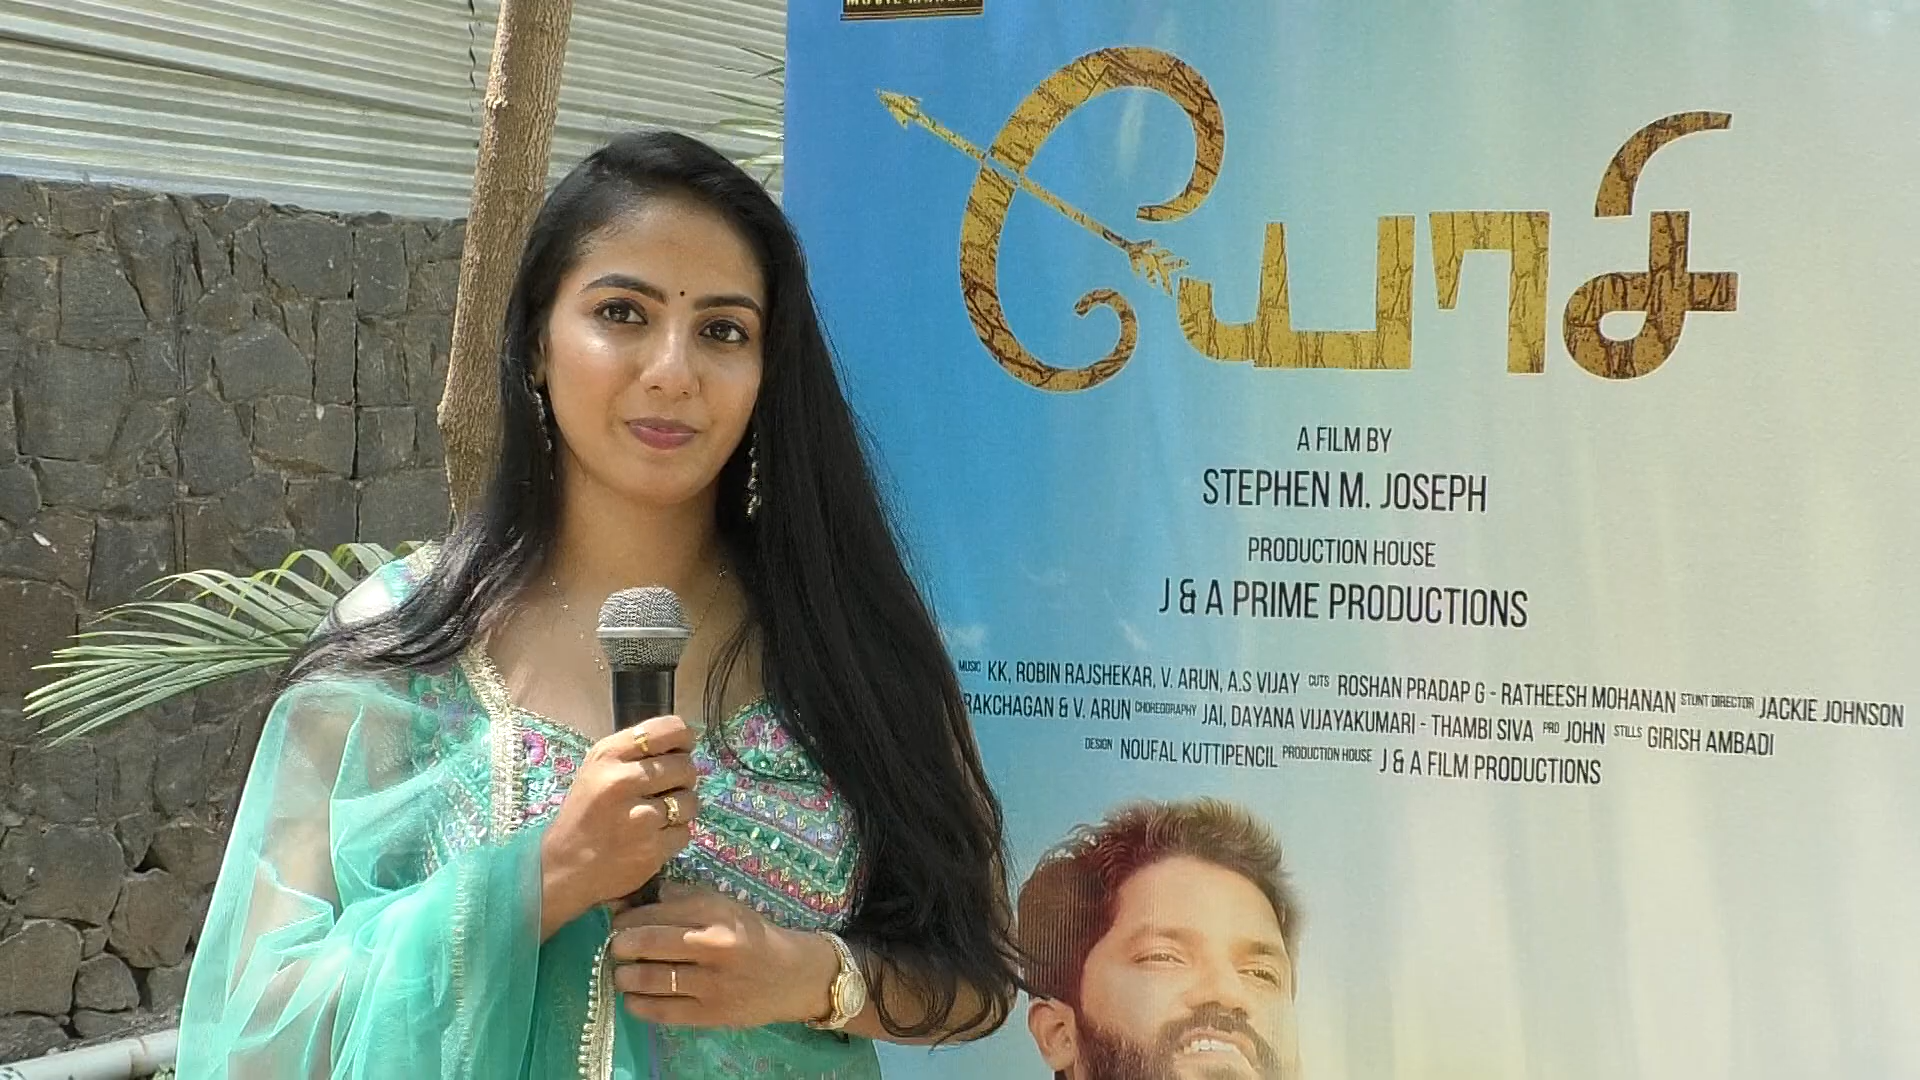 யோசி
A FILM BY
STEPHEN M. JOSEPH
PRODUCTION HOUSE
J & A PRIME PRODUCTIONS
MUSIC KK, ROBIN RAJSHEKAR, V. ARUN, A.S VIJAY CUTS ROSHAN PRADAP G - RATHEESH MOHANAN STUNT DIRECTOR JACKIE JOHNSON
RAKCHAGAN & V. ARUN CHOREOGRAPHY JAI, DAYANA VIJAYAKUMARI - THAMBI SIVA PRO JOHN STILLS GIRISH AMBADI
DESIGN NOUFAL KUTTIPENCIL PRODUCTION HOUSE J & A FILM PRODUCTIONS